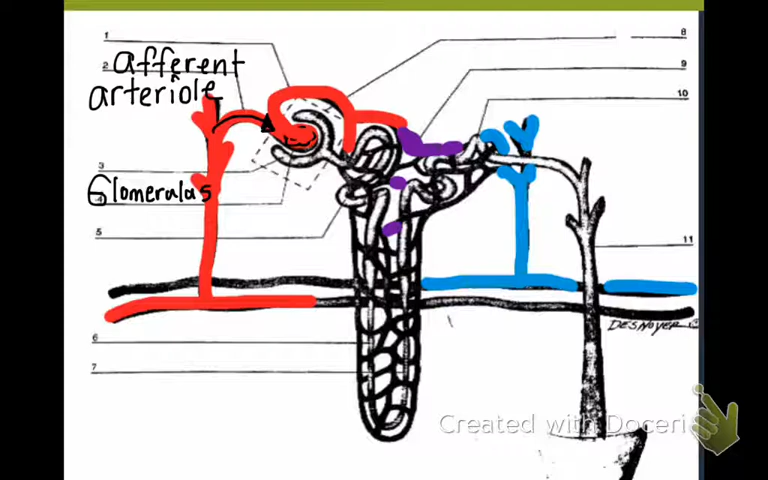 1
8
2 afferent
9
arteriole
10
3
Glomeralas
4
5
11
DESNOYER ©
6
7
Created with Doceri